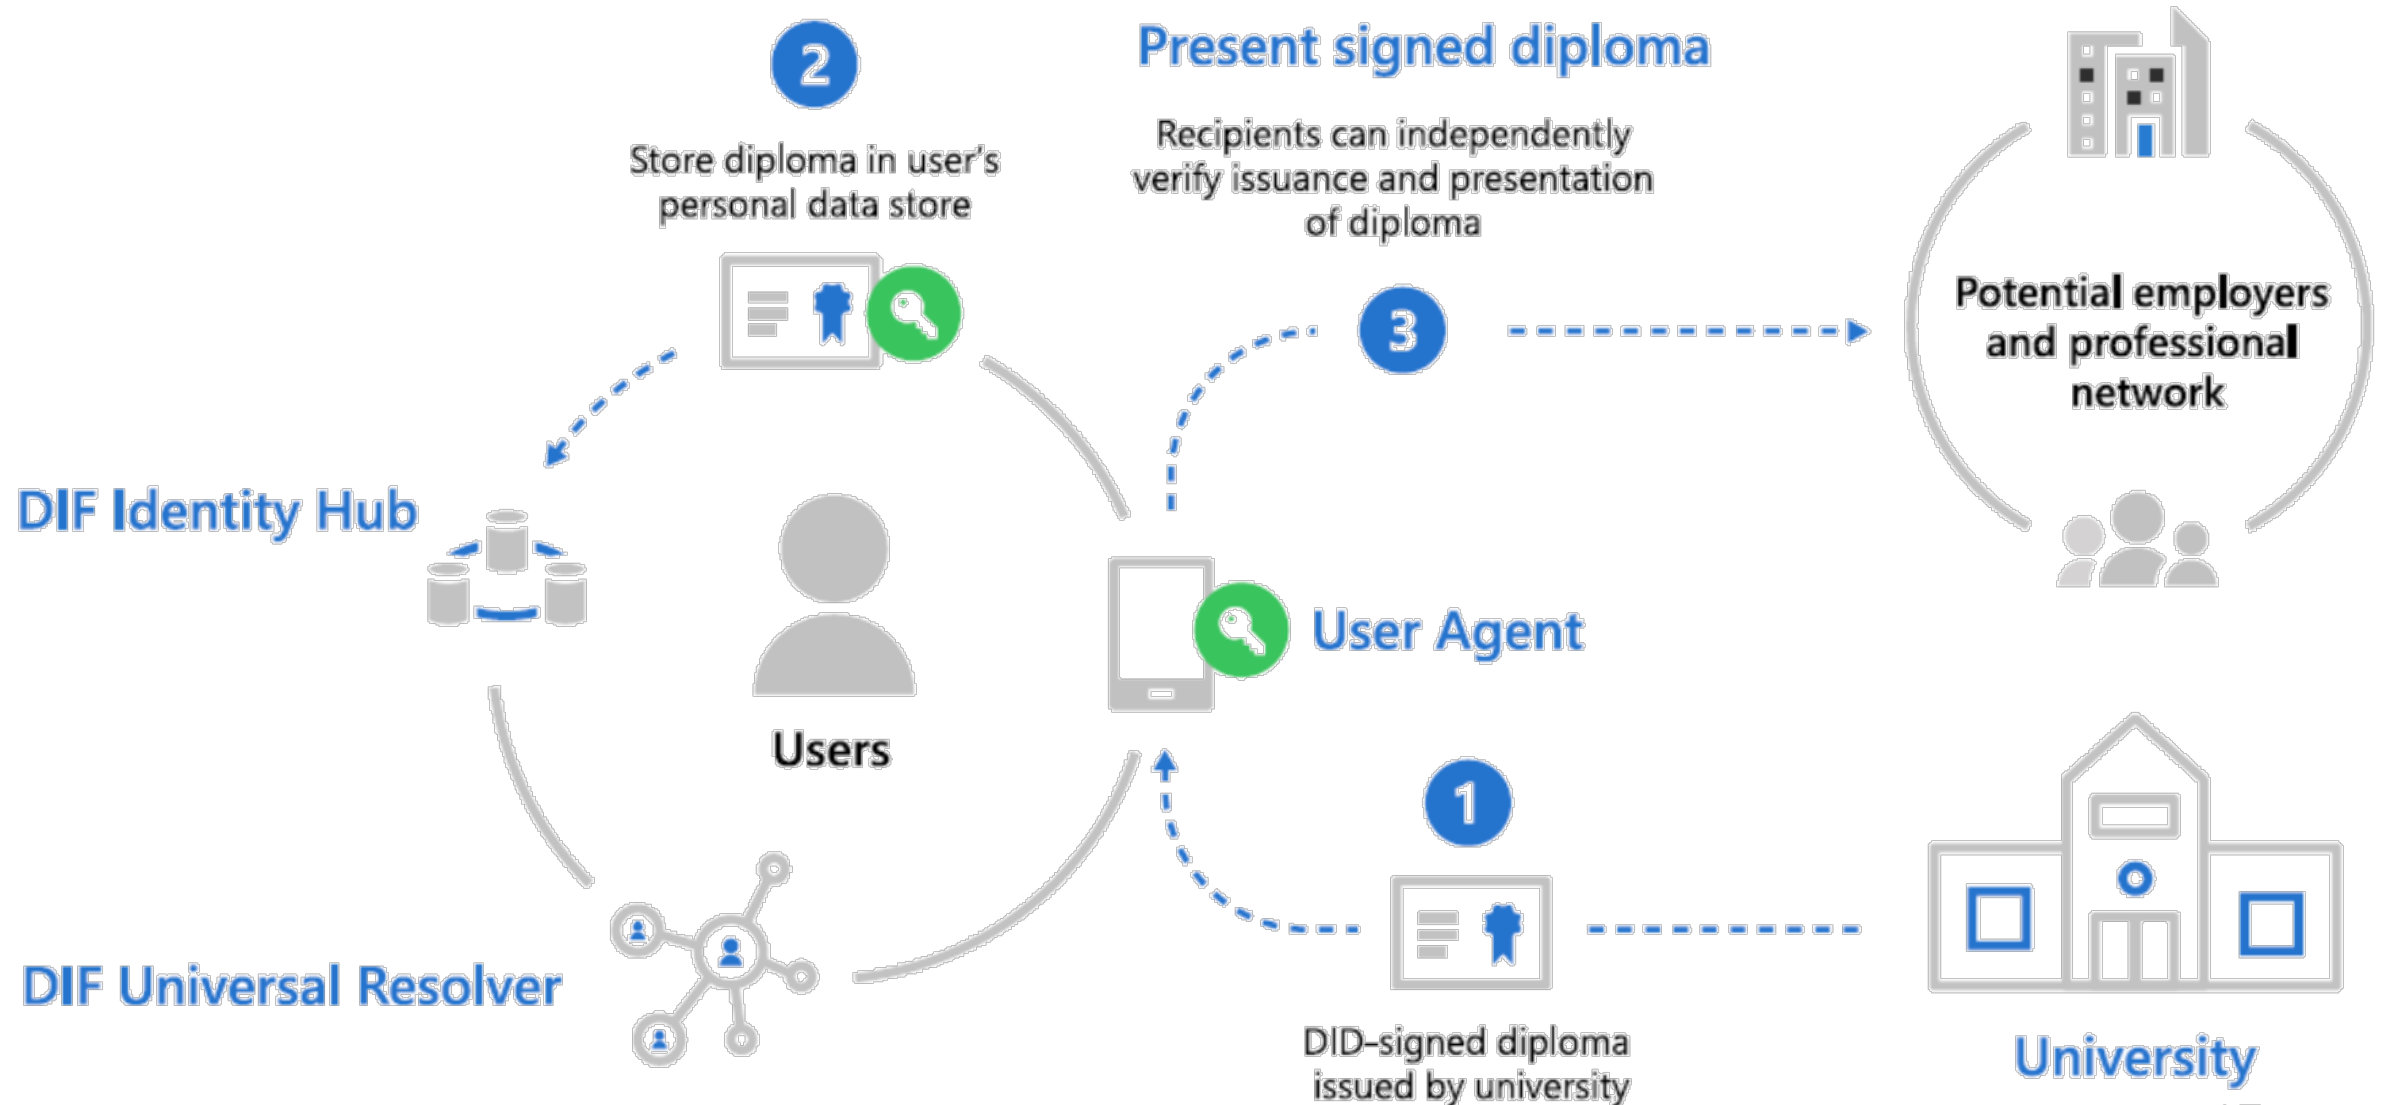 2
Store diploma in user's
personal data store
Present signed diploma
Recipients can independently
verify issuance and presentation
of diploma
3
Potential employers
and professional
network
DIF Identity Hub
Users
User Agent
1
DID-signed diploma
issued by university
DIF Universal Resolver
University